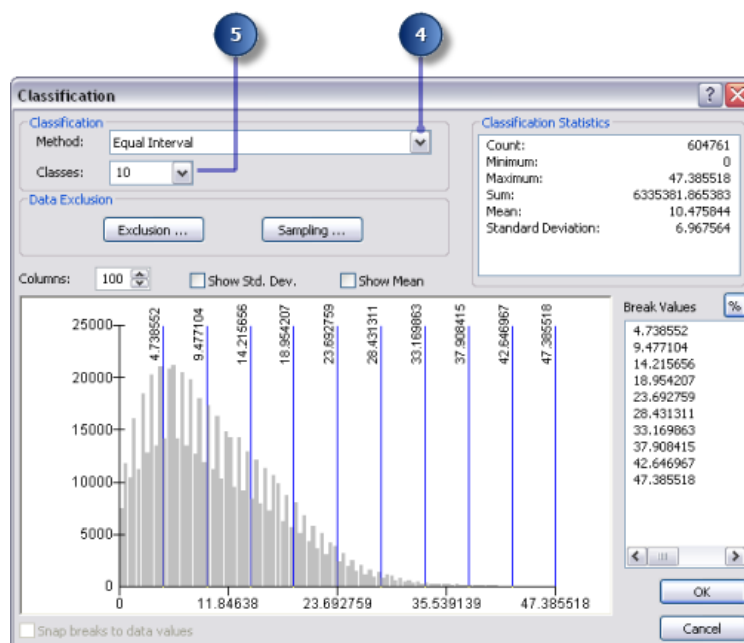 5 4
Classification
Classification
Method: Equal Interval
Classes: 10
Classification Statistics
Count: 604761
Minimum: 0
Maximum: 47.385518
Sum: 6335381.865383
Mean: 10.475844
Standard Deviation: 6.967564
Data Exclusion
Exclusion ... Sampling ...
Columns: 100 Show Std. Dev. Show Mean
Break Values %
4.738552
9.477104
14.215656
18.954207
23.692759
28.431311
33.169863
37.908415
42.646967
47.385518
25000
20000
15000
10000
5000
0
4.738552 9.477104 14.215656 18.954207 23.692759 28.431311 33.169863 37.908415 42.646967 47.385518
0 11.84638 23.692759 35.539139 47.385518
Snap breaks to data values
OK
Cancel